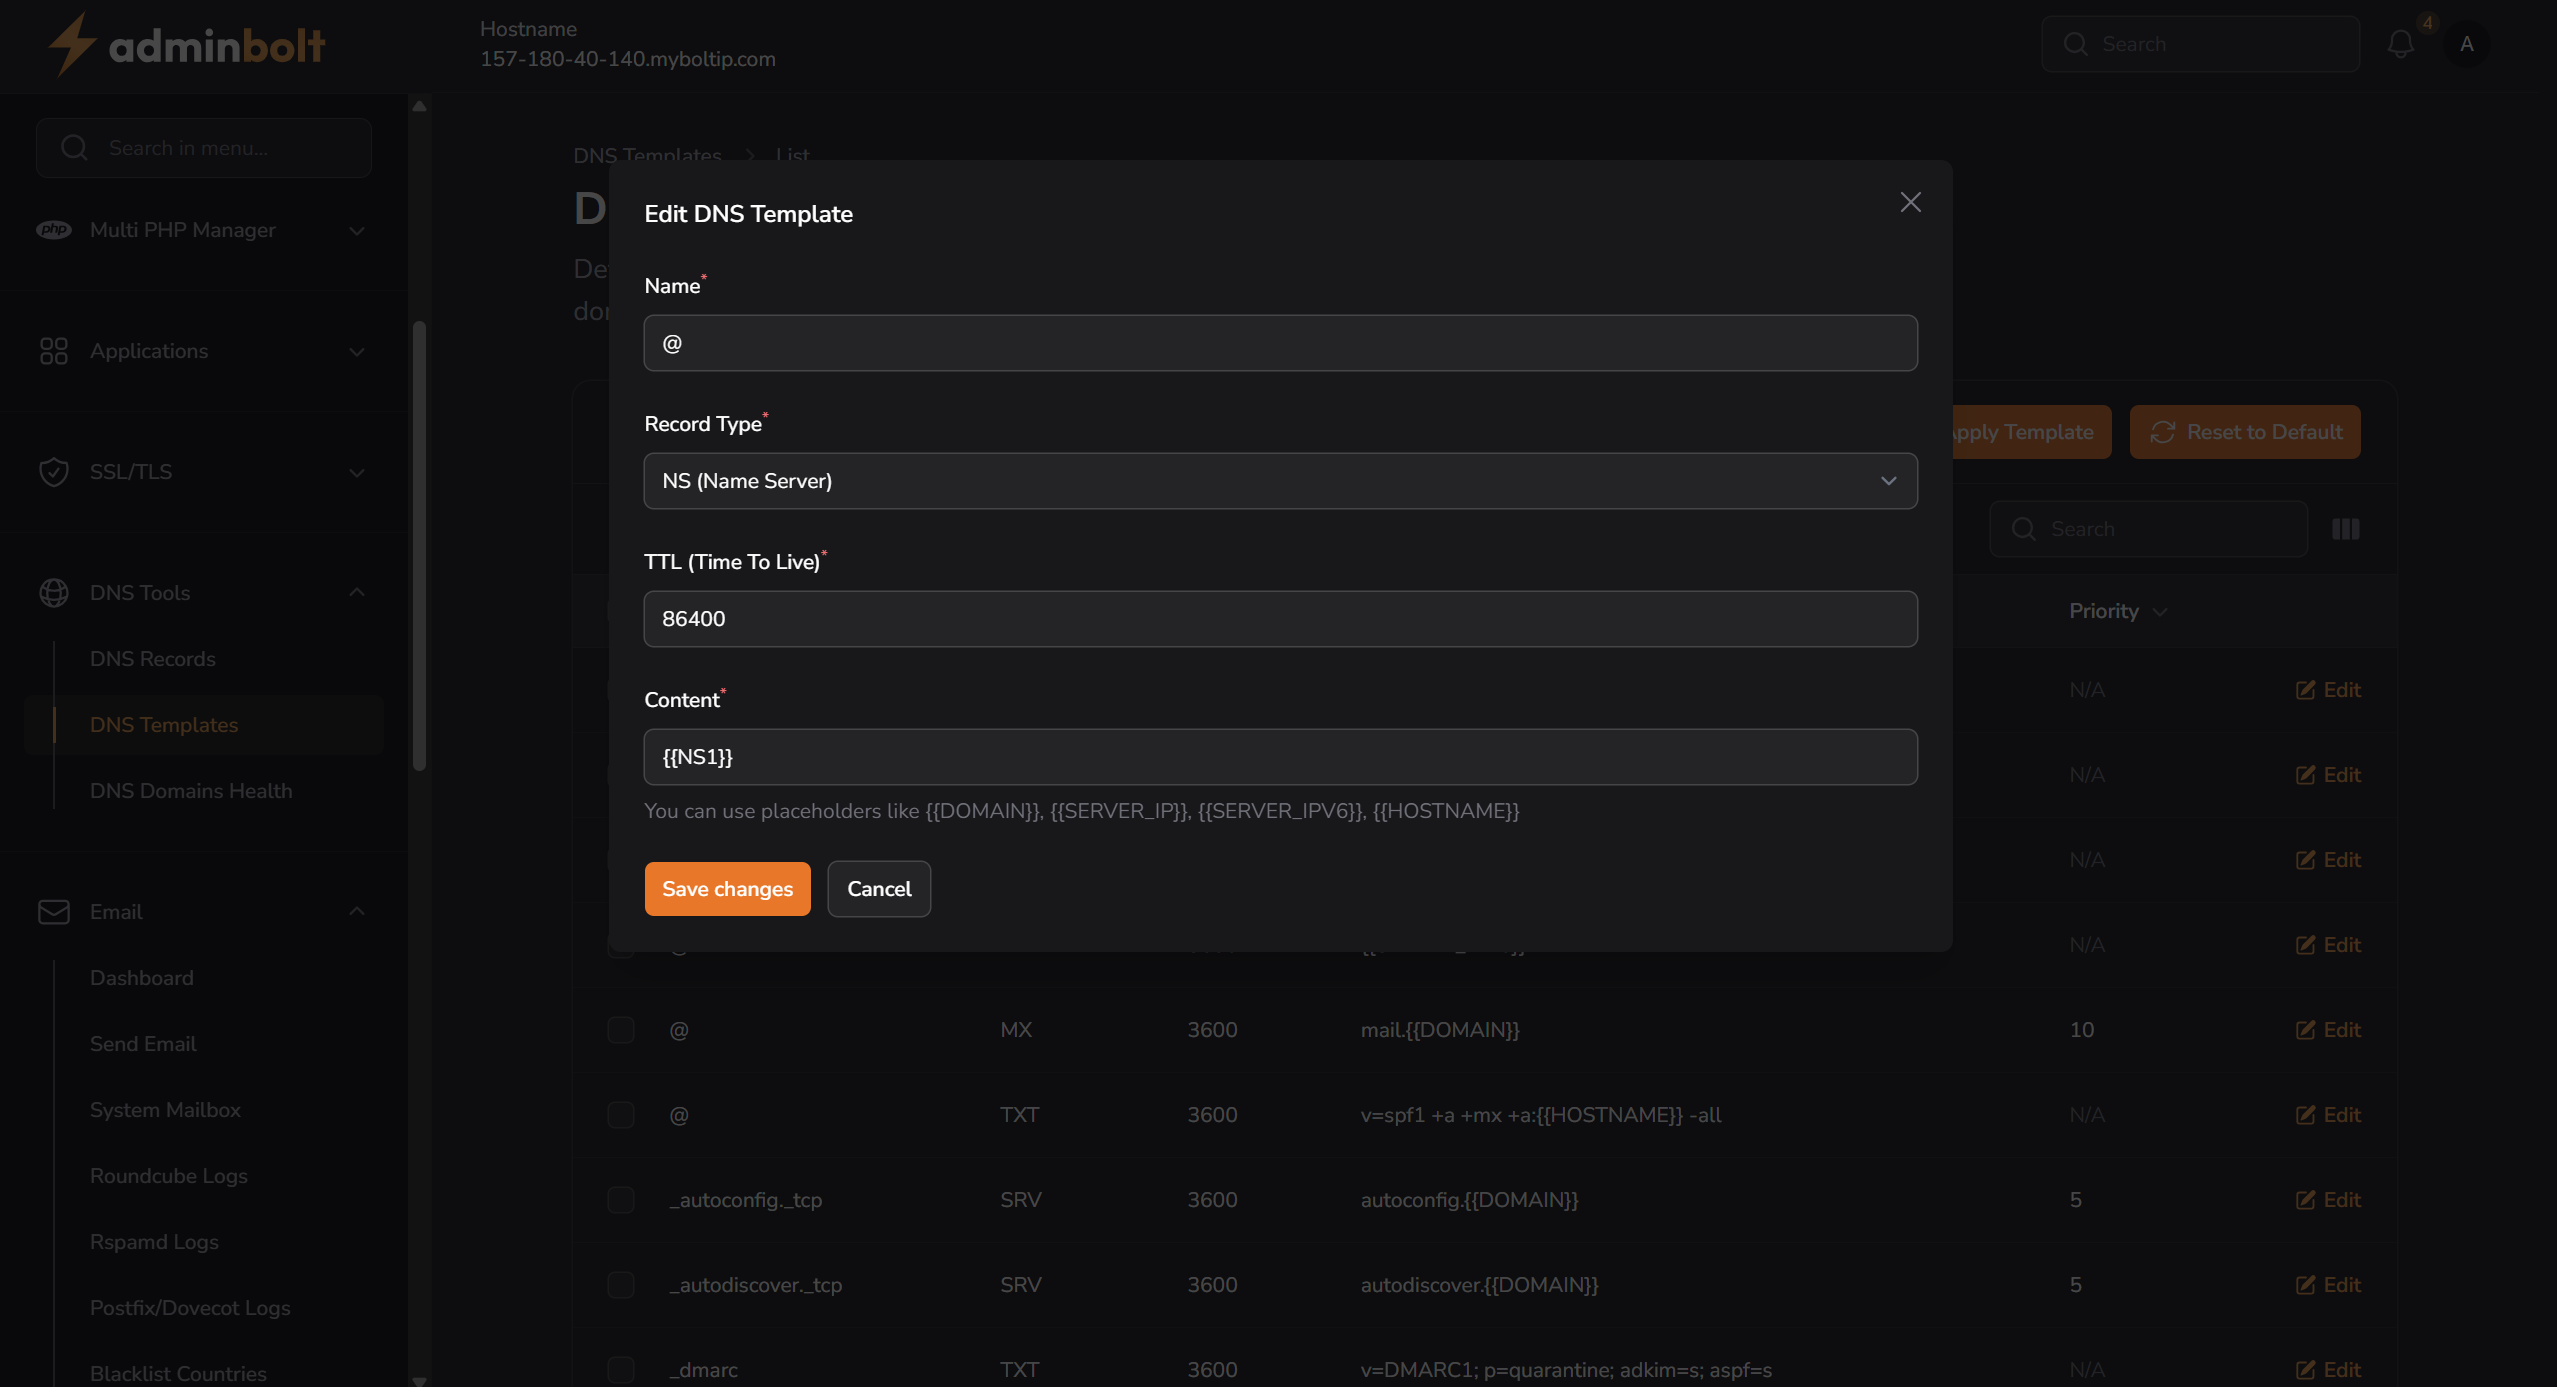 adminbolt
Hostname
157-180-40-140.myboltip.com
Search
4
A
Search in menu...
php
Multi PHP Manager
Applications
SSL/TLS
DNS Tools
DNS Records
DNS Templates
DNS Domains Health
Email
Dashboard
Send Email
System Mailbox
Roundcube Logs
Rspamd Logs
Postfix/Dovecot Logs
Blacklist Countries
DNS Templates > List
Edit DNS Template
Name*
@
Record Type*
NS (Name Server)
TTL (Time To Live)*
86400
Content*
{{NS1}}
You can use placeholders like {{DOMAIN}}, {{SERVER_IP}}, {{SERVER_IPV6}}, {{HOSTNAME}}
Save changes
Cancel
Template
Reset to Default
Search
Priority
N/A Edit
N/A Edit
N/A Edit
N/A Edit
@ MX 3600 mail.{{DOMAIN}} 10 Edit
@ TXT 3600 v=spf1 +a +mx +a:{{HOSTNAME}} -all N/A Edit
_autoconfig._tcp SRV 3600 autoconfig.{{DOMAIN}} 5 Edit
_autodiscover._tcp SRV 3600 autodiscover.{{DOMAIN}} 5 Edit
_dmarc TXT 3600 v=DMARC1; p=quarantine; adkim=s; aspf=s N/A Edit